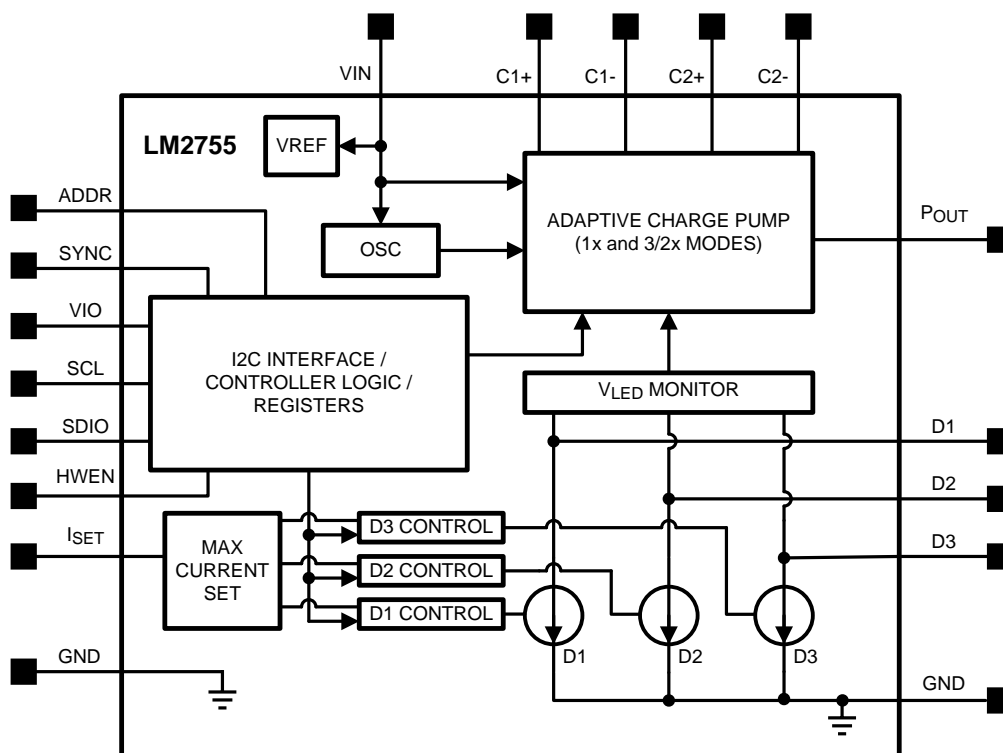 VIN
C1+
C1-
C2+
C2-
LM2755
VREF
ADDR
ADAPTIVE CHARGE PUMP
(1x and 3/2x MODES)
POUT
SYNC
OSC
VIO
I2C INTERFACE /
CONTROLLER LOGIC /
REGISTERS
SCL
VLED MONITOR
SDIO
D1
HWEN
D2
ISET
MAX
CURRENT
SET
D3 CONTROL
D2 CONTROL
D1 CONTROL
D3
D1
D2
D3
GND
GND